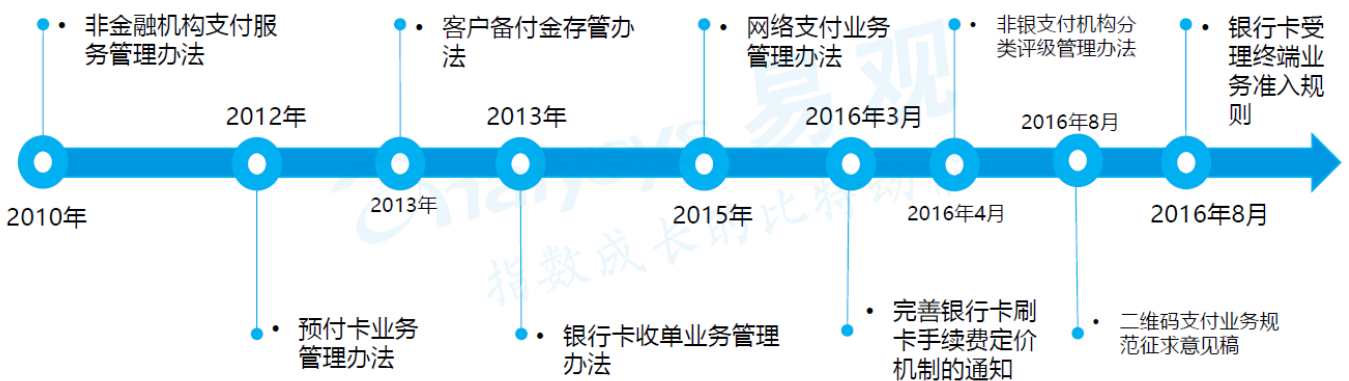 • 非金融机构支付服
务管理办法
2010年
2012年
• 预付卡业务
管理办法
• 客户备付金存管办
法
2013年
2013年
• 银行卡收单业务管理
办法
• 网络支付业务
管理办法
2015年
2016年3月
• 完善银行卡刷
卡手续费定价
机制的通知
• 非银支付机构分
类评级管理办法
2016年4月
2016年8月
• 二维码支付业务规
范征求意见稿
• 银行卡受
理终端业
务准入规
则
2016年8月
易观
analysys
指数成长的比特动